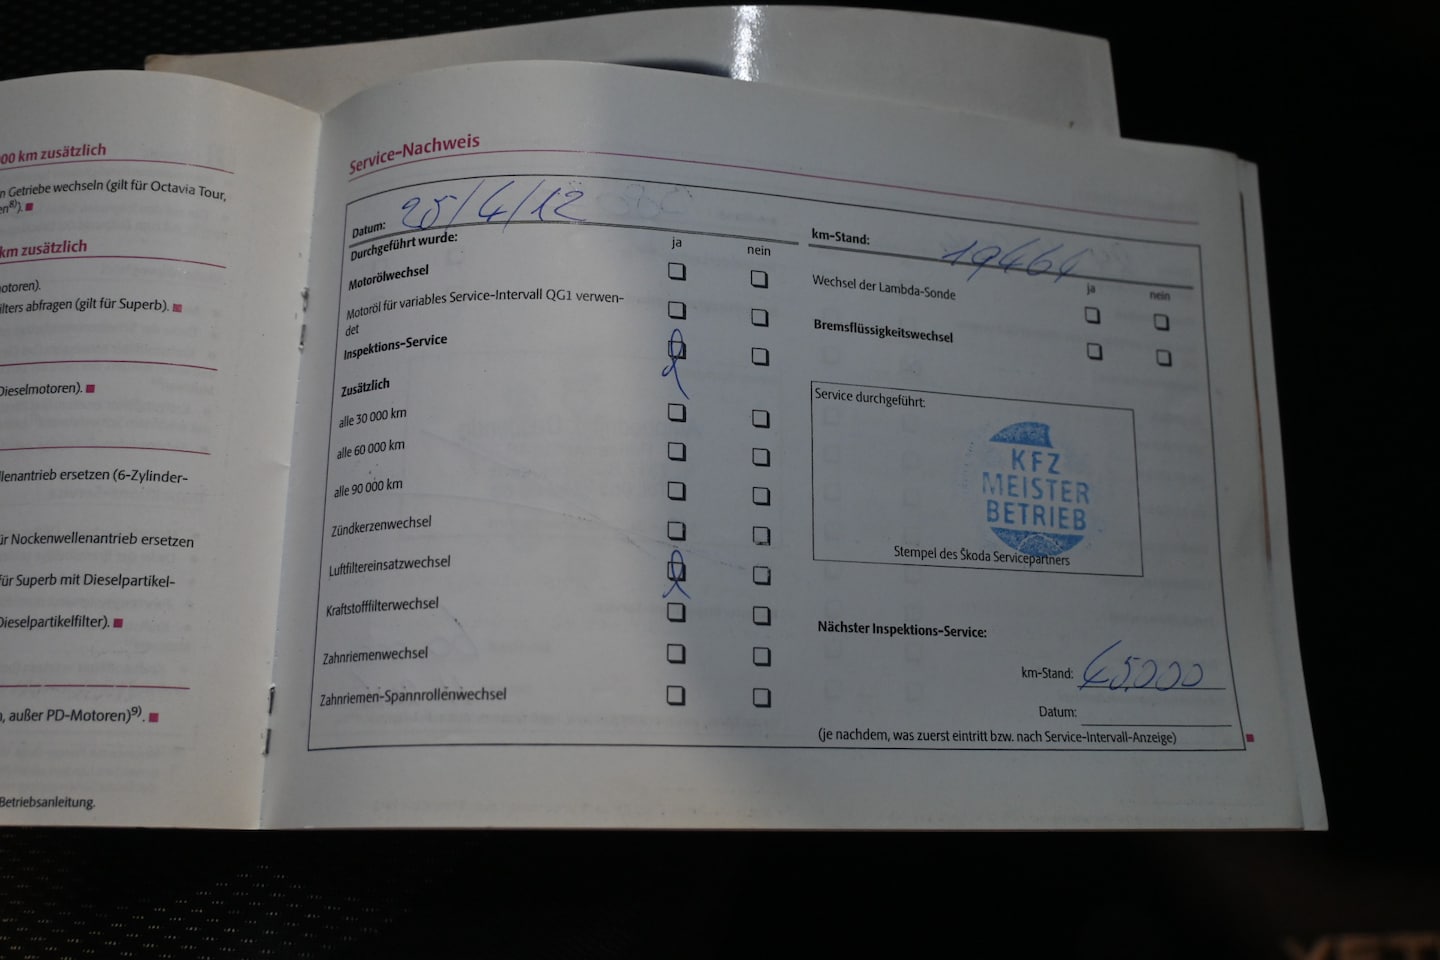 00 km zusätzlich
n Getriebe wechseln (gilt für Octavia Tour,
en8)).
km zusätzlich
otoren).
ilters abfragen (gilt für Superb).
Dieselmotoren).
llenantrieb ersetzen (6-Zylinder-
ür Nockenwellenantrieb ersetzen
für Superb mit Dieselpartikel-
Dieselpartikelfilter).
, außer PD-Motoren)9).
Betriebsanleitung.
Service-Nachweis
Datum: 25/4/12
Durchgeführt wurde: ja nein
Motorölwechsel
Motoröl für variables Service-Intervall QG1 verwen-
det
Inspektions-Service
Zusätzlich
alle 30 000 km
alle 60 000 km
alle 90 000 km
Zündkerzenwechsel
Luftfiltereinsatzwechsel
Kraftstofffilterwechsel
Zahnriemenwechsel
Zahnriemen-Spannrollenwechsel
km-Stand: 19464
ja nein
Wechsel der Lambda-Sonde
Bremsflüssigkeitswechsel
Service durchgeführt:
KFZ
MEISTER
BETRIEB
Stempel des Škoda Servicepartners
Nächster Inspektions-Service:
km-Stand: 45.000
Datum:
(je nachdem, was zuerst eintritt bzw. nach Service-Intervall-Anzeige)